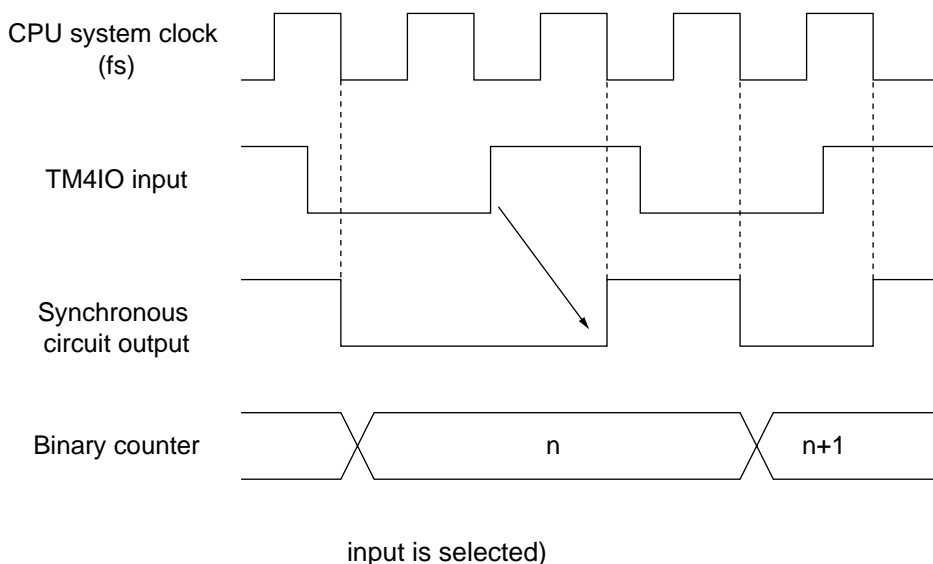 CPU system clock
(fs)
TM4IO input
Synchronous
circuit output
Binary counter
n
n+1
input is selected)